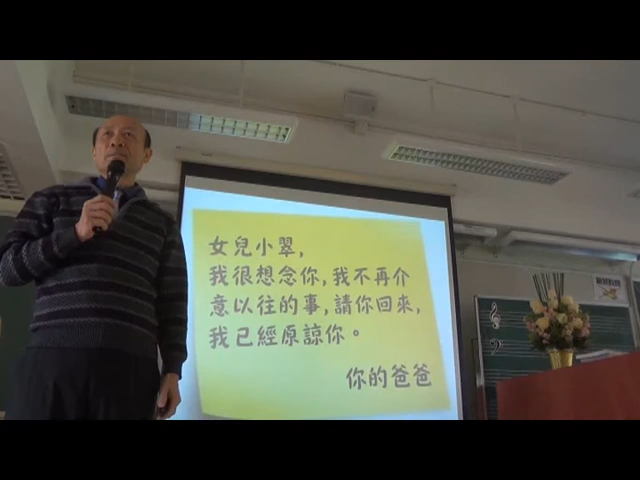 女兒小翠,
我很想念你,我不再介
意以往的事,請你回來,
我已經原諒你。
你的爸爸